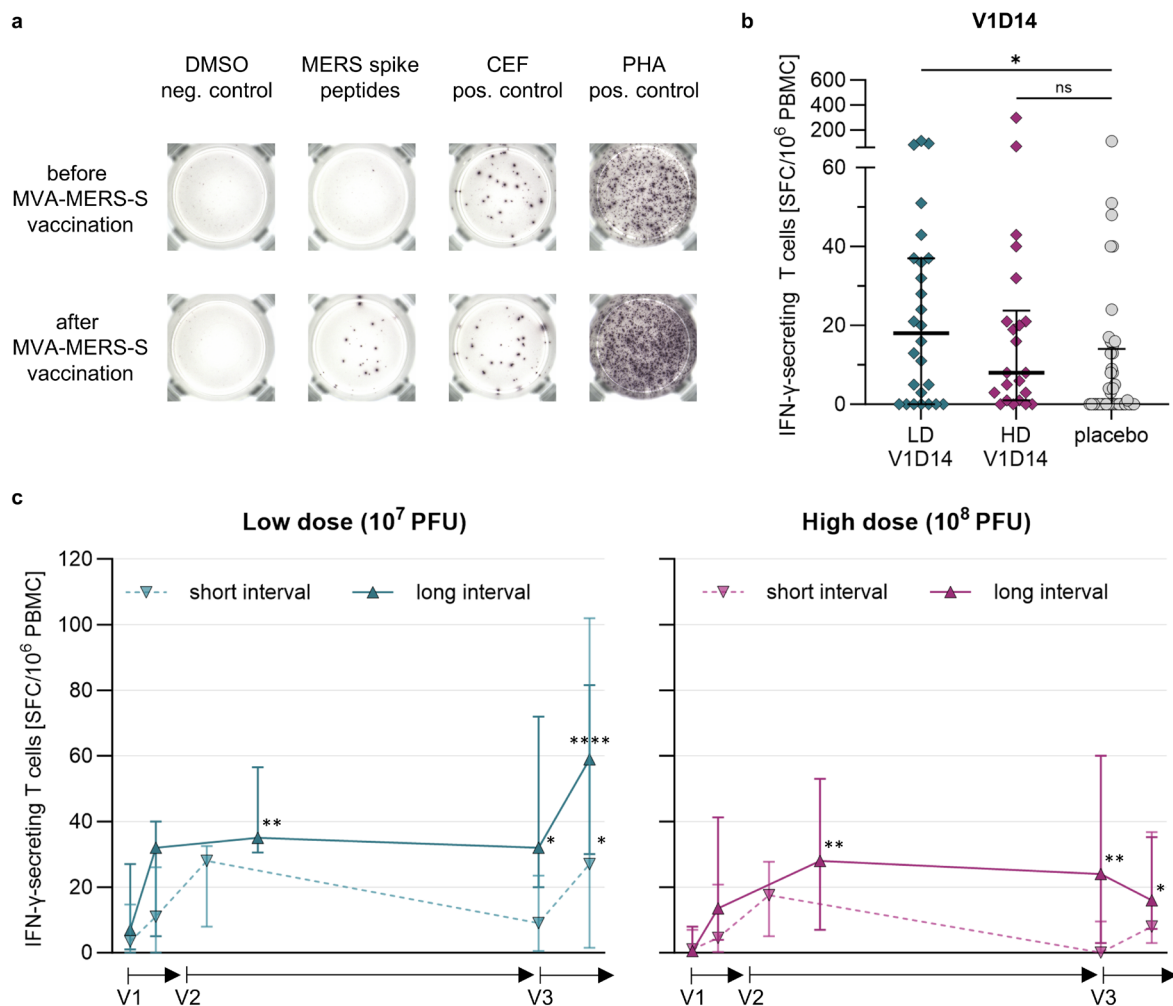 a
DMSO
neg. control
MERS spike
peptides
CEF
pos. control
PHA
pos. control
before
MVA-MERS-S
vaccination
after
MVA-MERS-S
vaccination
b
V1D14
IFN-γ-secreting T cells [SFC/10⁶ PBMC]
600
400
200
60
40
20
0
*
ns
LD
V1D14
HD
V1D14
placebo
c
Low dose (10⁷ PFU)
IFN-γ-secreting T cells [SFC/10⁶ PBMC]
120
100
80
60
40
20
0
short interval
long interval
**
*
****
*
V1
V2
V3
High dose (10⁸ PFU)
short interval
long interval
**
**
*
V1
V2
V3